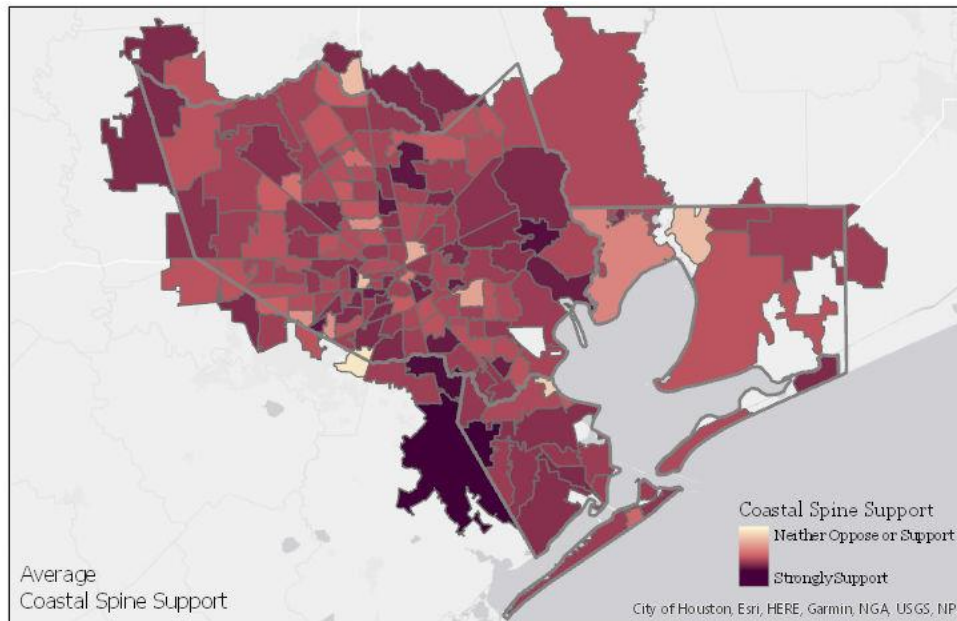 Coastal Spine Support
Neither Oppose or Support
Strongly Support
Average
Coastal Spine Support
City of Houston, Esri, HERE, Garmin, NGA, USGS, NP